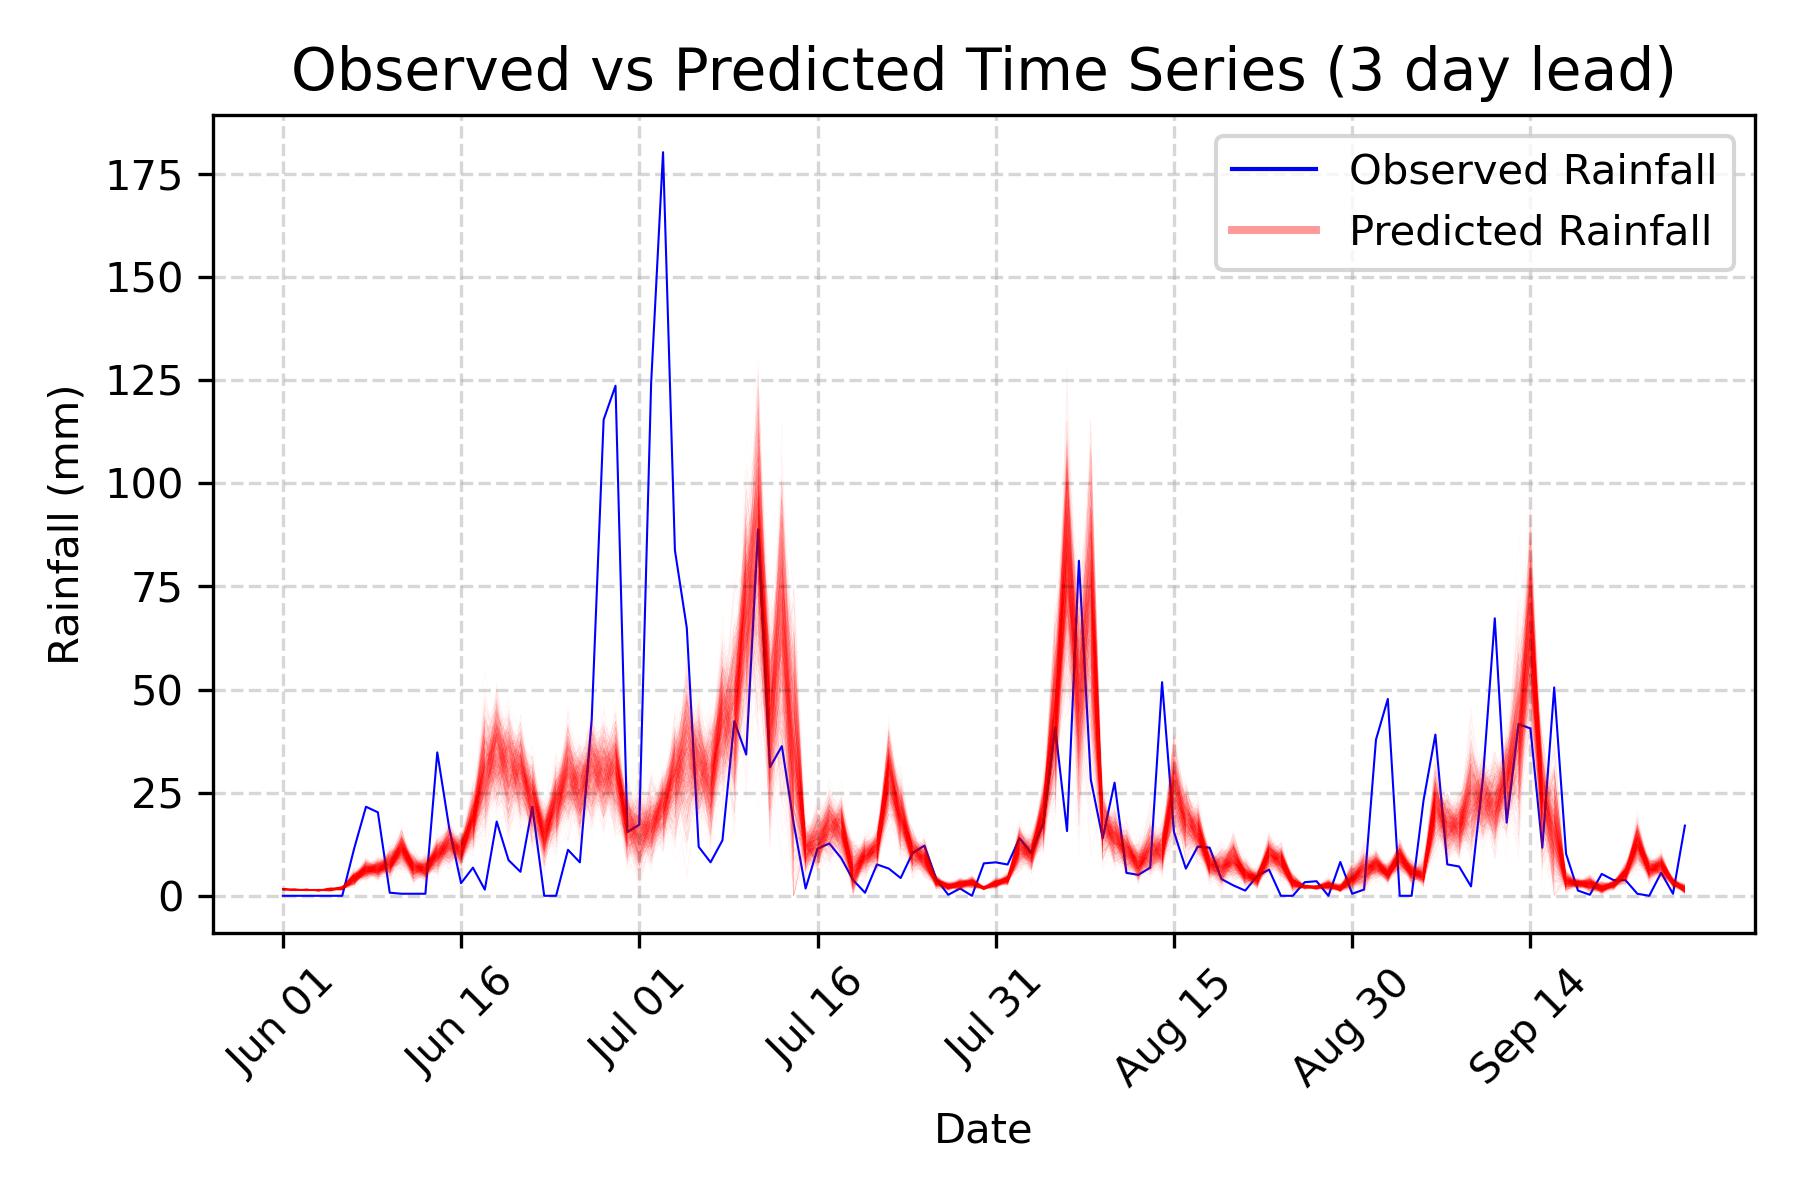 Observed vs Predicted Time Series (3 day lead)
Observed Rainfall
Predicted Rainfall
Rainfall (mm)
175
150
125
100
75
50
25
0
Jun 01
Jun 16
Jul 01
Jul 16
Jul 31
Aug 15
Aug 30
Sep 14
Date